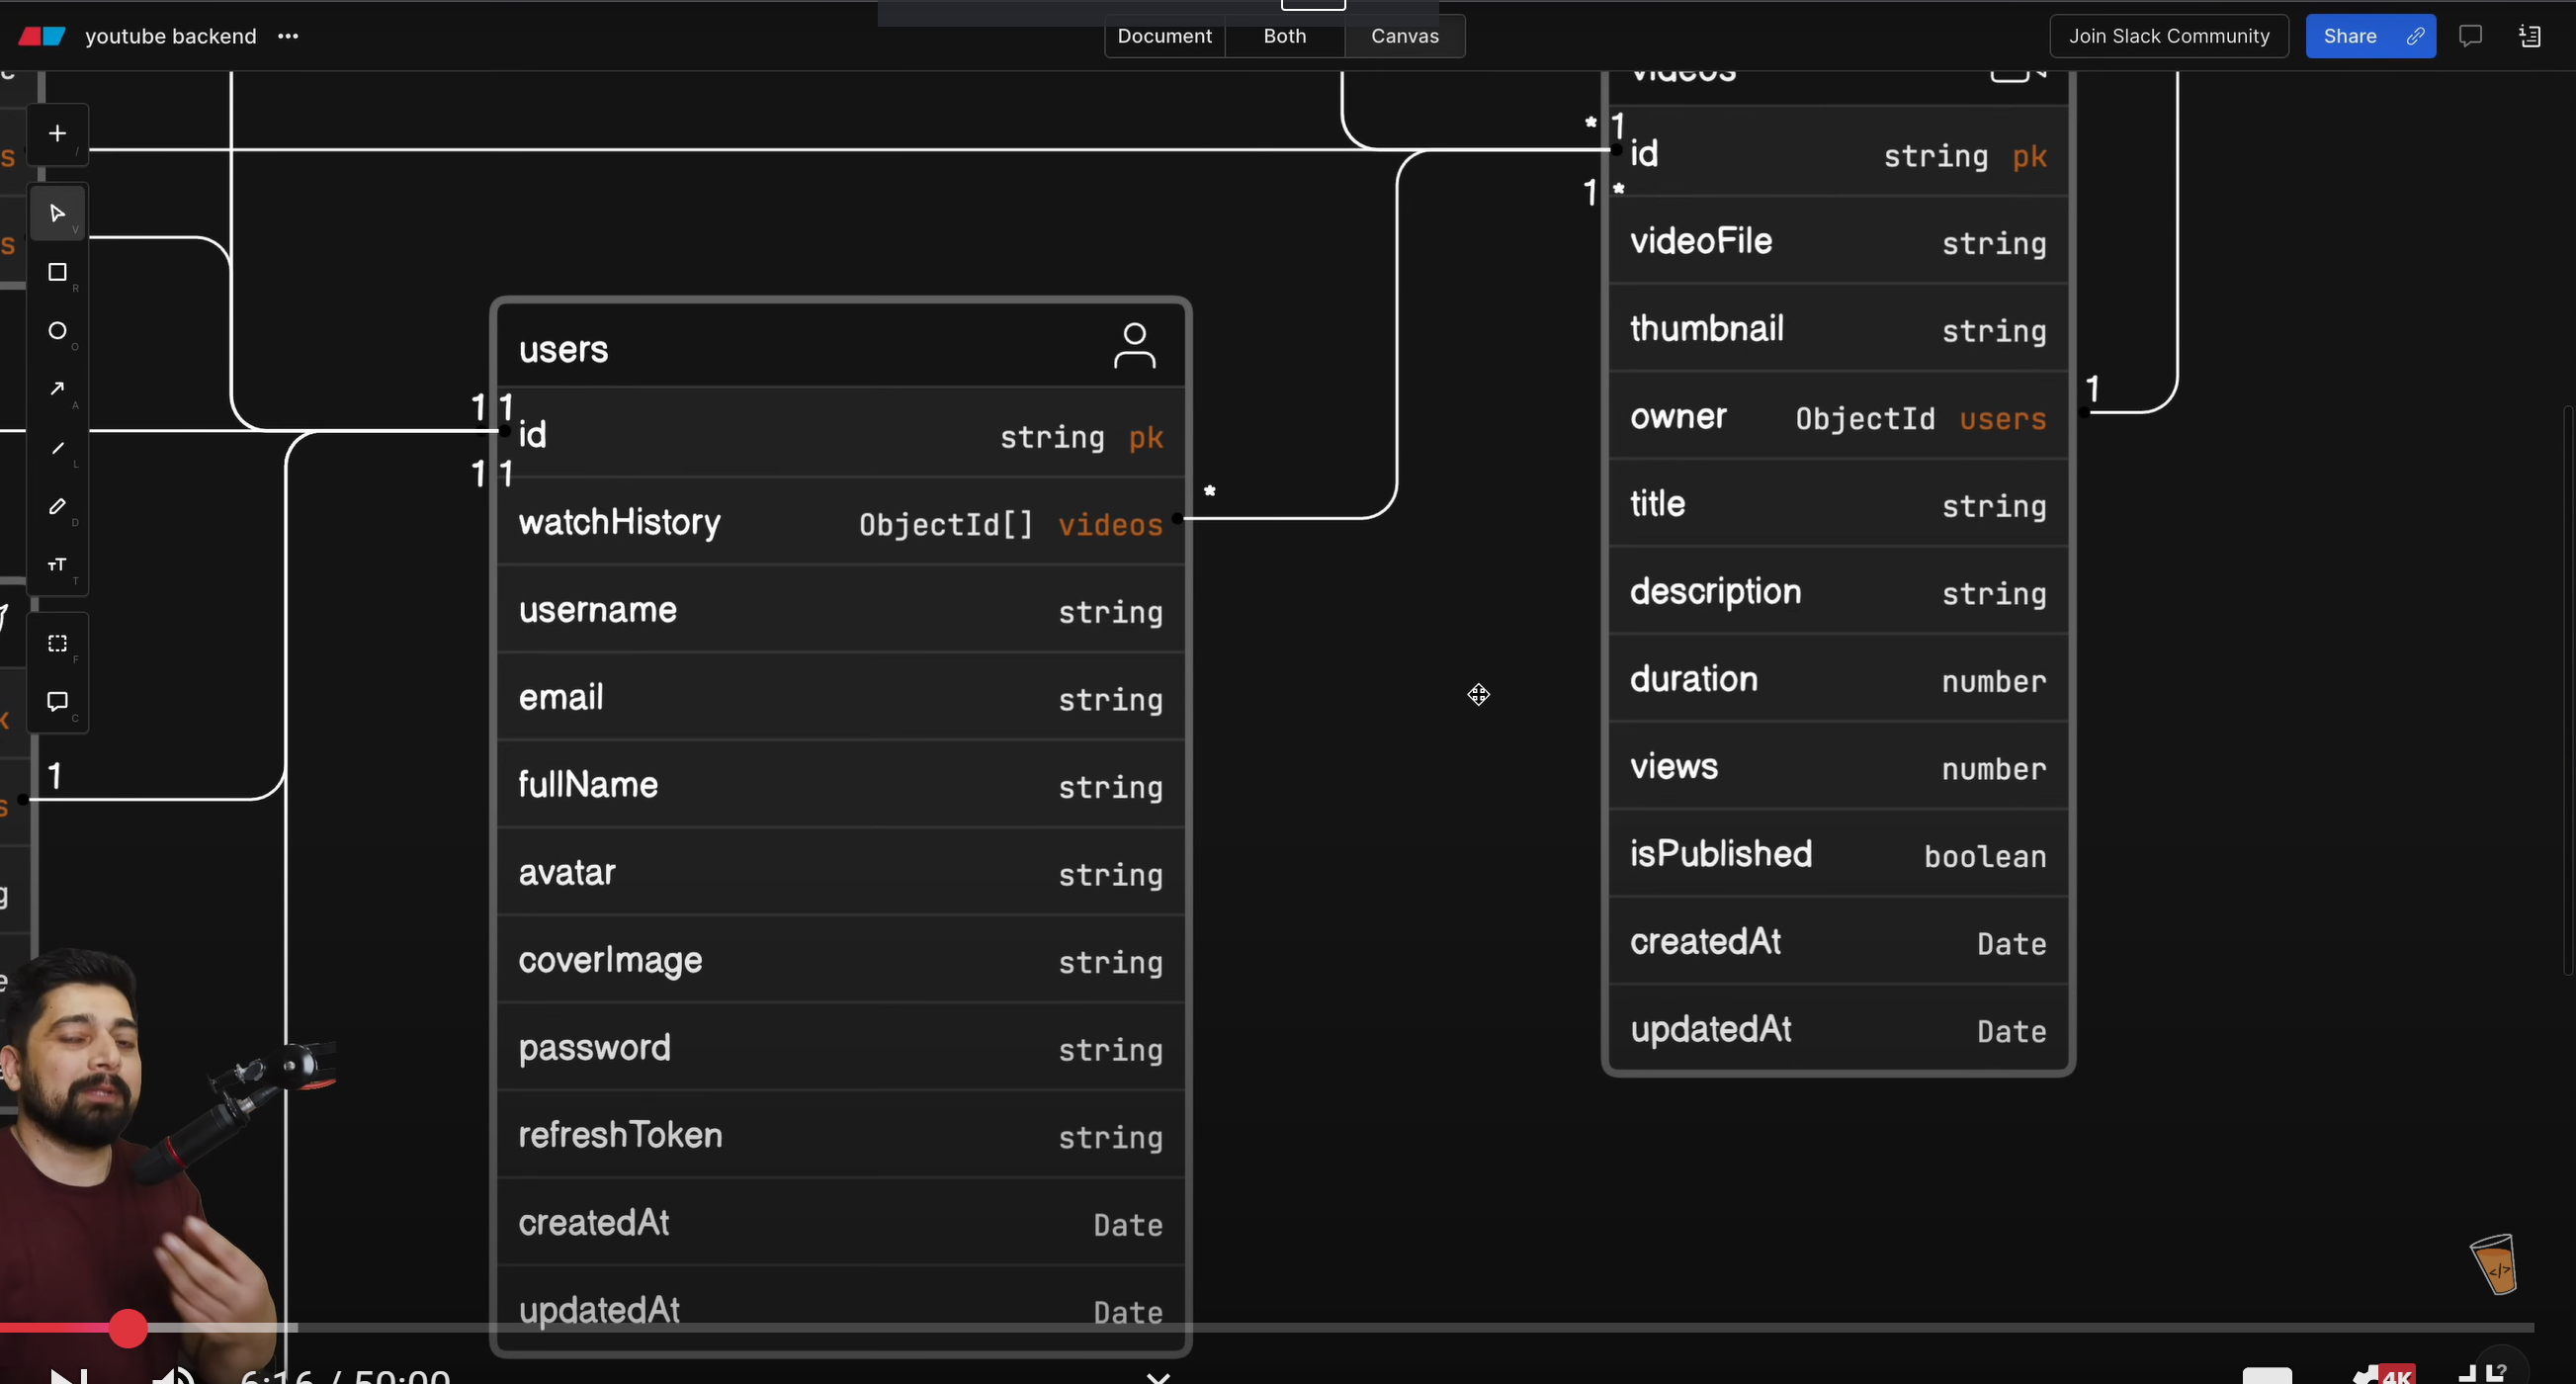 youtube backend ...
Document Both Canvas
Join Slack Community
Share
videos
* 1
id string pk
1 *
videoFile string
thumbnail string
owner ObjectId users
1
title string
description string
duration number
views number
isPublished boolean
createdAt Date
updatedAt Date
users
1 1
id string pk
1 1
watchHistory ObjectId[] videos
*
username string
email string
fullName string
avatar string
coverImage string
password string
refreshToken string
createdAt Date
updatedAt Date
/
V
R
O
A
L
D
T
F
C
s
s
1
s
g
e
</>
6:16 / 50:00
4K
?